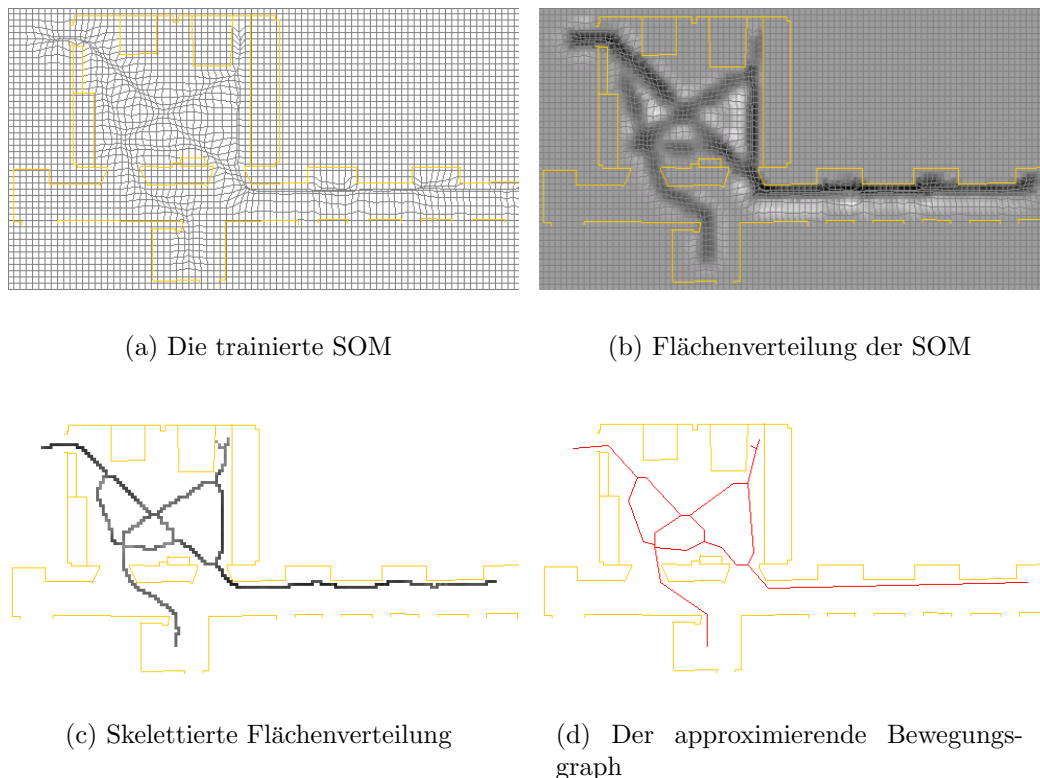 (a) Die trainierte SOM
(b) Flächenverteilung der SOM
(c) Skelettierte Flächenverteilung
(d) Der approximierende Bewegungs-
graph